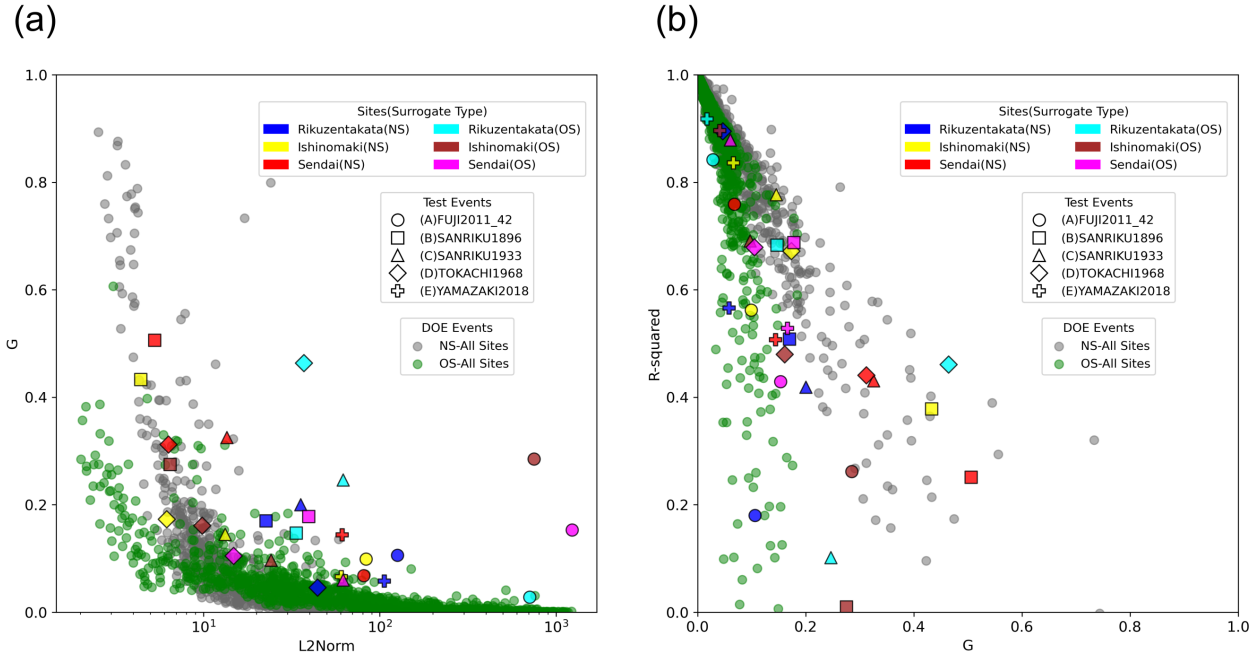 (a)
1.0
0.8
0.6
0.4
0.2
0.0
G
10¹
10²
10³
L2Norm
Sites(Surrogate Type)
Rikuzentakata(NS)
Ishinomaki(NS)
Sendai(NS)
Rikuzentakata(OS)
Ishinomaki(OS)
Sendai(OS)
Test Events
(A)FUJI2011_42
(B)SANRIKU1896
(C)SANRIKU1933
(D)TOKACHI1968
(E)YAMAZAKI2018
DOE Events
NS-All Sites
OS-All Sites
(b)
1.0
0.8
0.6
0.4
0.2
0.0
R-squared
0.0
0.2
0.4
0.6
0.8
1.0
G
Sites(Surrogate Type)
Rikuzentakata(NS)
Ishinomaki(NS)
Sendai(NS)
Rikuzentakata(OS)
Ishinomaki(OS)
Sendai(OS)
Test Events
(A)FUJI2011_42
(B)SANRIKU1896
(C)SANRIKU1933
(D)TOKACHI1968
(E)YAMAZAKI2018
DOE Events
NS-All Sites
OS-All Sites